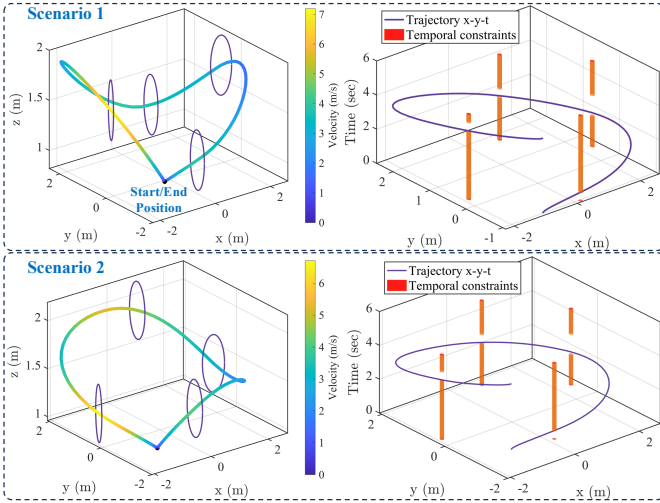 Scenario 1
2
1.5
1
z (m)
2
0
-2
y (m)
-2
0
2
x (m)
Start/End
Position
7
6
5
4
3
2
1
0
Velocity (m/s)
Trajectory x-y-t
Temporal constraints
6
4
2
0
Time (sec)
2
1
0
-1
y (m)
-2
0
2
x (m)
Scenario 2
2
1.5
1
z (m)
2
0
-2
y (m)
-2
0
2
x (m)
6
5
4
3
2
1
0
Velocity (m/s)
Trajectory x-y-t
Temporal constraints
6
4
2
0
Time (sec)
2
0
-2
y (m)
-2
0
2
x (m)